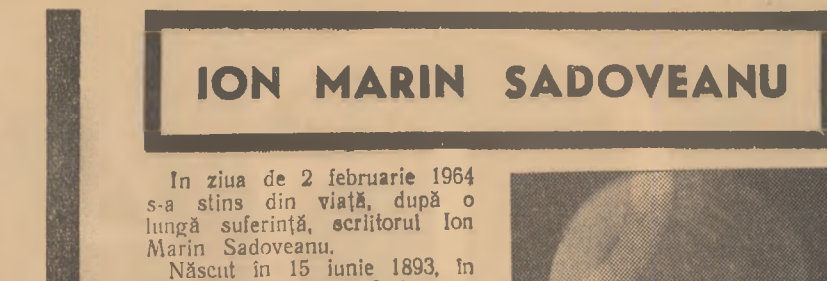 ION MARIN SADOVEANU
In ziua de 2 februarie 1964
s-a stins din viață, după o
lungă suferință, scriitorul Ion
Marin Sadoveanu.
Născut în 15 iunie 1893, în